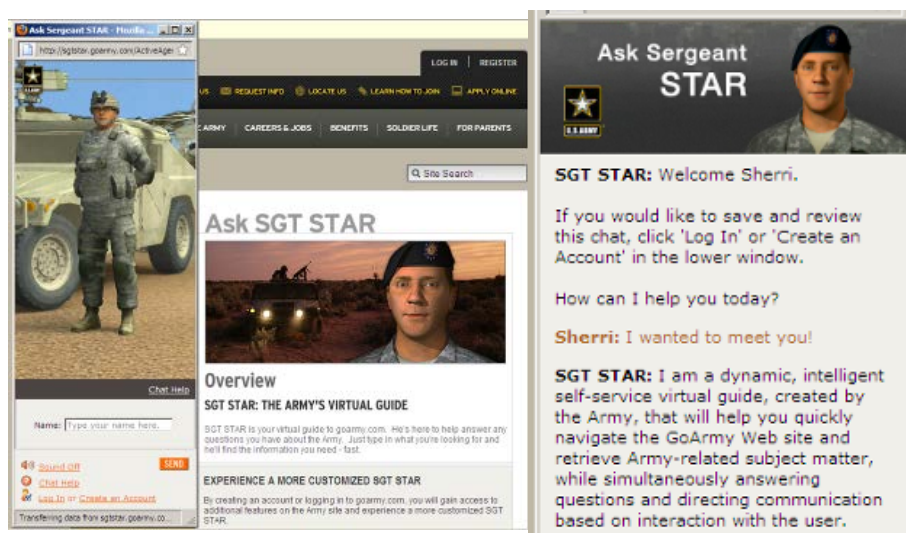 Ask Sergeant STAR - Mozilla ...
http://sgtstar.goarmy.com/ActiveAgen
U.S. ARMY
Chat Help
Name: Type your name here.
Sound Off
SEND
Chat Help
Log In or Create an Account
Transferring data from sgtstar.goarmy.co...
LOG IN | REGISTER
US REQUEST INFO LOCATE US LEARN HOW TO JOIN APPLY ONLINE
ARMY CAREERS & JOBS BENEFITS SOLDIER LIFE FOR PARENTS
Site Search
Ask SGT STAR
Overview
SGT STAR: THE ARMY'S VIRTUAL GUIDE
SGT STAR is your virtual guide to goarmy.com. He's here to help answer any
questions you have about the Army. Just type in what you're looking for and
he'll find the information you need - fast.
EXPERIENCE A MORE CUSTOMIZED SGT STAR
By creating an account or logging in to goarmy.com, you will gain access to
additional features on the Army site and experience a more customized SGT
STAR.
Ask Sergeant
STAR
U.S. ARMY
SGT STAR: Welcome Sherri.
If you would like to save and review
this chat, click 'Log In' or 'Create an
Account' in the lower window.
How can I help you today?
Sherri: I wanted to meet you!
SGT STAR: I am a dynamic, intelligent
self-service virtual guide, created by
the Army, that will help you quickly
navigate the GoArmy Web site and
retrieve Army-related subject matter,
while simultaneously answering
questions and directing communication
based on interaction with the user.